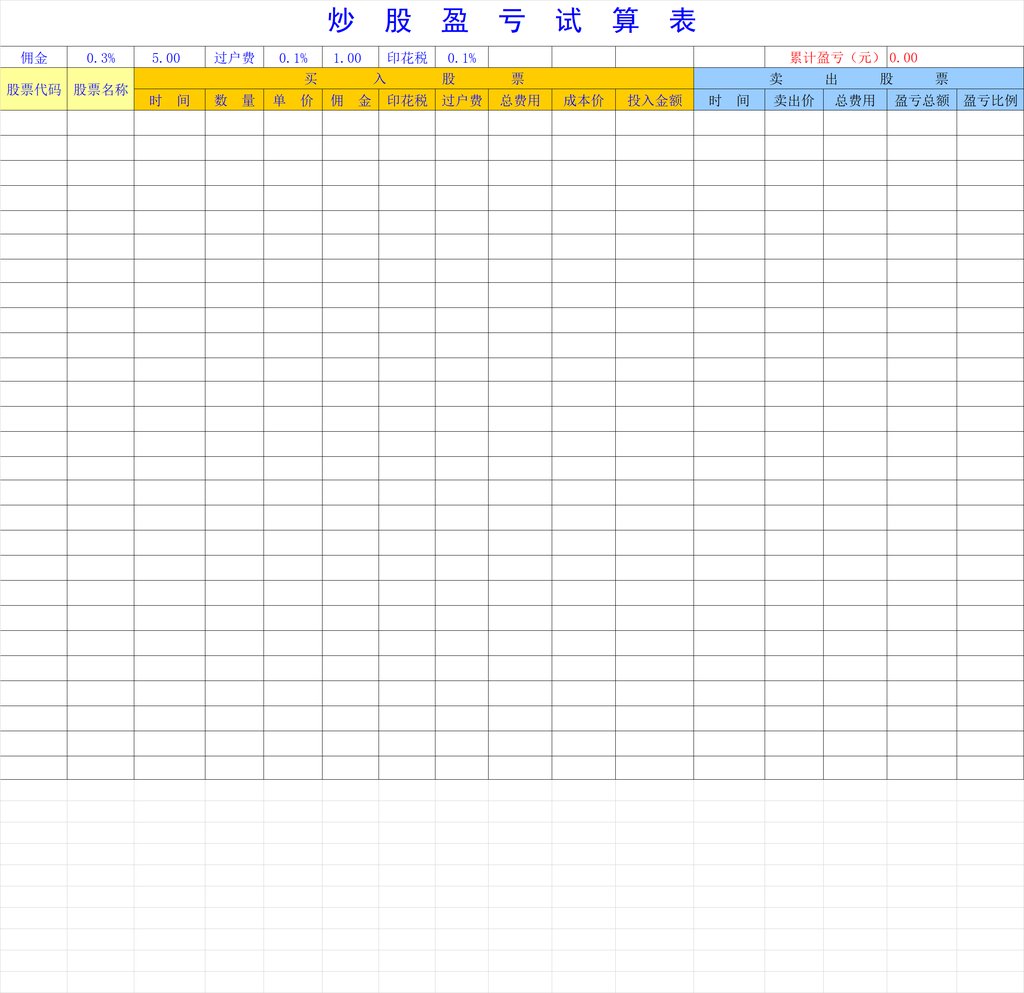 炒 股 盈 亏 试 算 表
佣金 0.3% 5.00 过户费 0.1% 1.00 印花税 0.1% 累计盈亏（元） 0.00
股票代码 股票名称 买 入 股 票 卖 出 股 票
时 间 数 量 单 价 佣 金 印花税 过户费 总费用 成本价 投入金额 时 间 卖出价 总费用 盈亏总额 盈亏比例